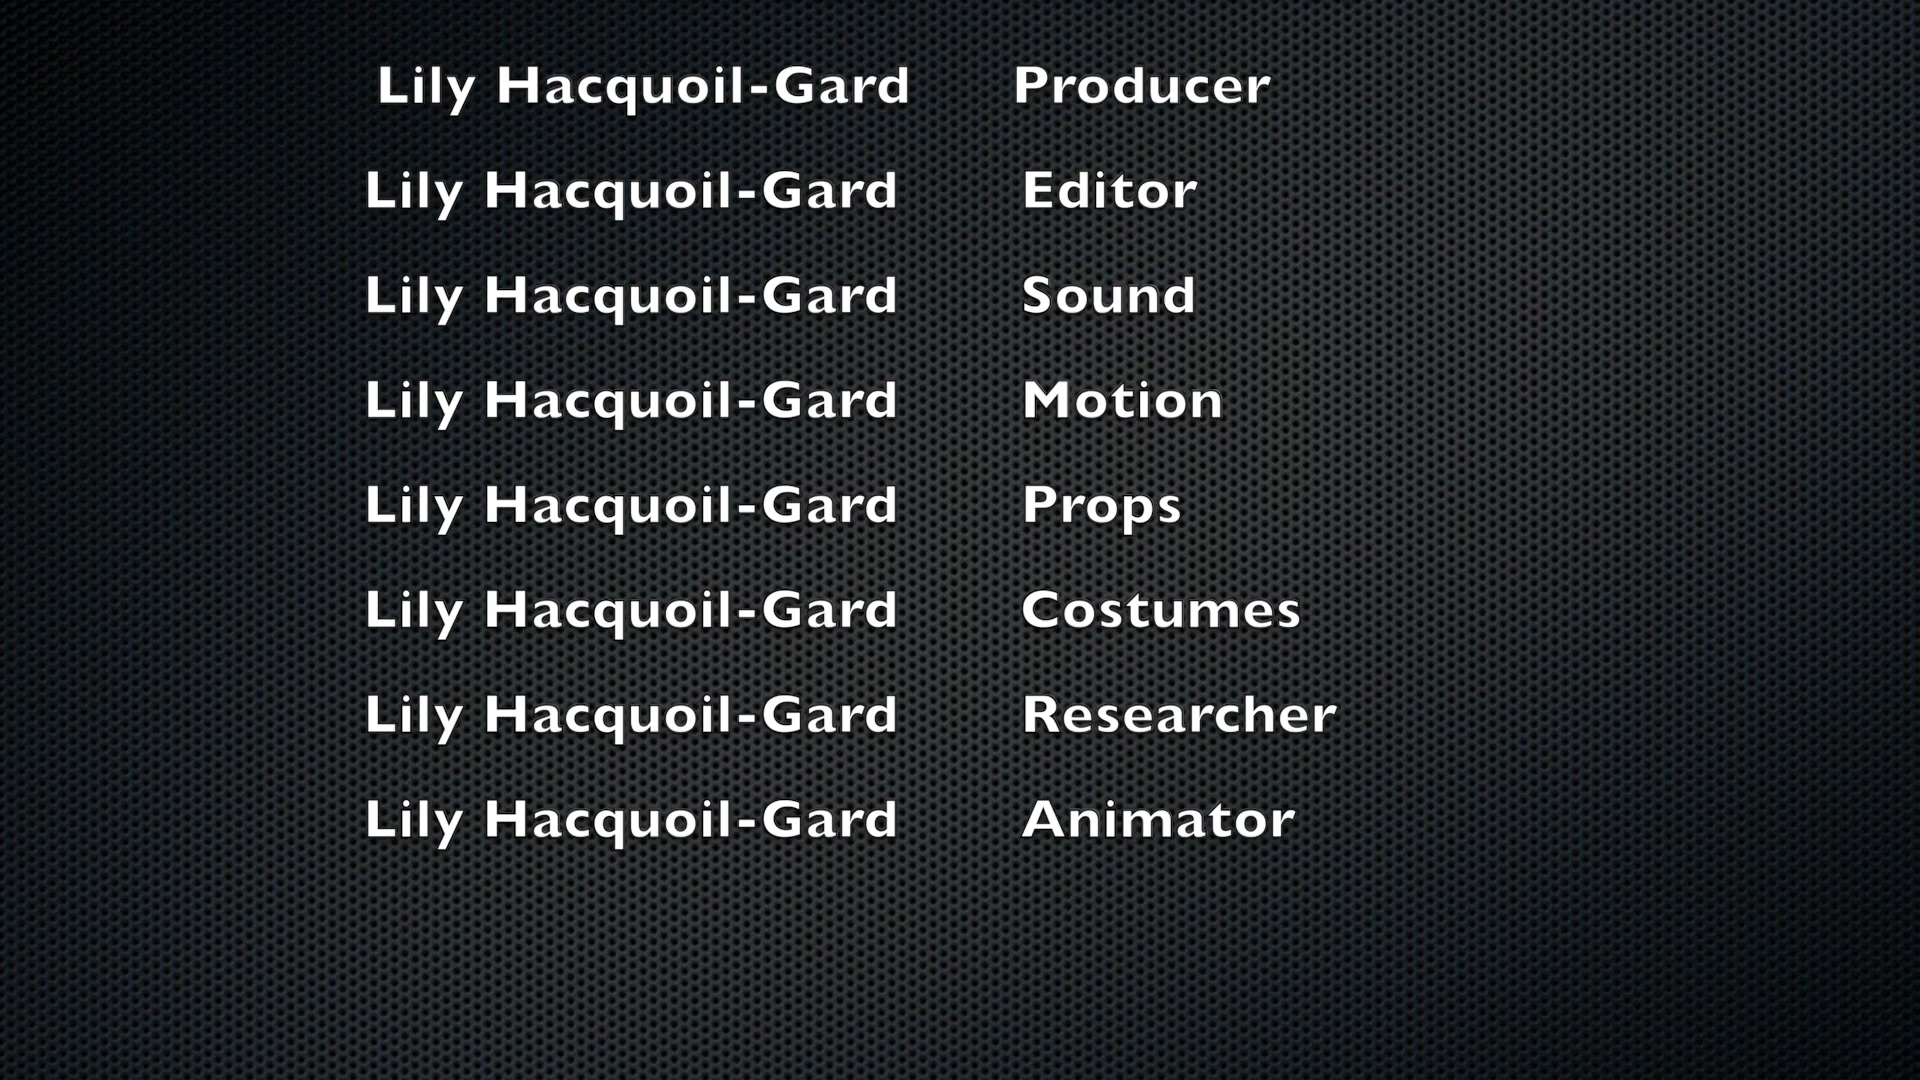 Lily Hacquoil-Gard Producer
Lily Hacquoil-Gard Editor
Lily Hacquoil-Gard Sound
Lily Hacquoil-Gard Motion
Lily Hacquoil-Gard Props
Lily Hacquoil-Gard Costumes
Lily Hacquoil-Gard Researcher
Lily Hacquoil-Gard Animator